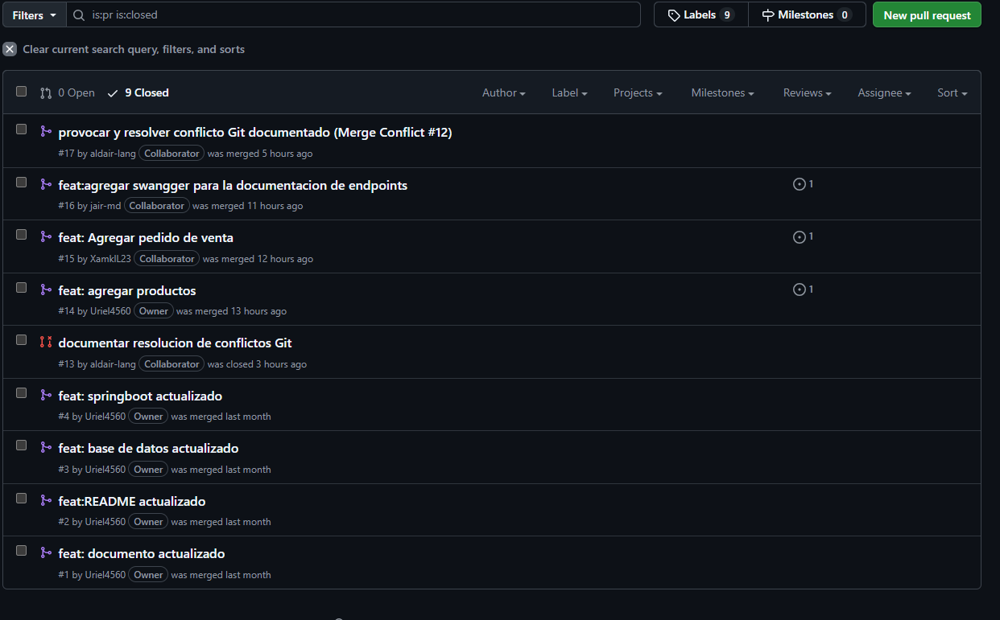 Filters is:pr is:closed Labels 9 Milestones 0 New pull request
Clear current search query, filters, and sorts
0 Open 9 Closed Author Label Projects Milestones Reviews Assignee Sort
provocar y resolver conflicto Git documentado (Merge Conflict #12)
#17 by aldair-lang Collaborator was merged 5 hours ago
feat:agregar swangger para la documentacion de endpoints 1
#16 by jair-md Collaborator was merged 11 hours ago
feat: Agregar pedido de venta 1
#15 by XamklL23 Collaborator was merged 12 hours ago
feat: agregar productos 1
#14 by Uriel4560 Owner was merged 13 hours ago
documentar resolucion de conflictos Git
#13 by aldair-lang Collaborator was closed 3 hours ago
feat: springboot actualizado
#4 by Uriel4560 Owner was merged last month
feat: base de datos actualizado
#3 by Uriel4560 Owner was merged last month
feat:README actualizado
#2 by Uriel4560 Owner was merged last month
feat: documento actualizado
#1 by Uriel4560 Owner was merged last month